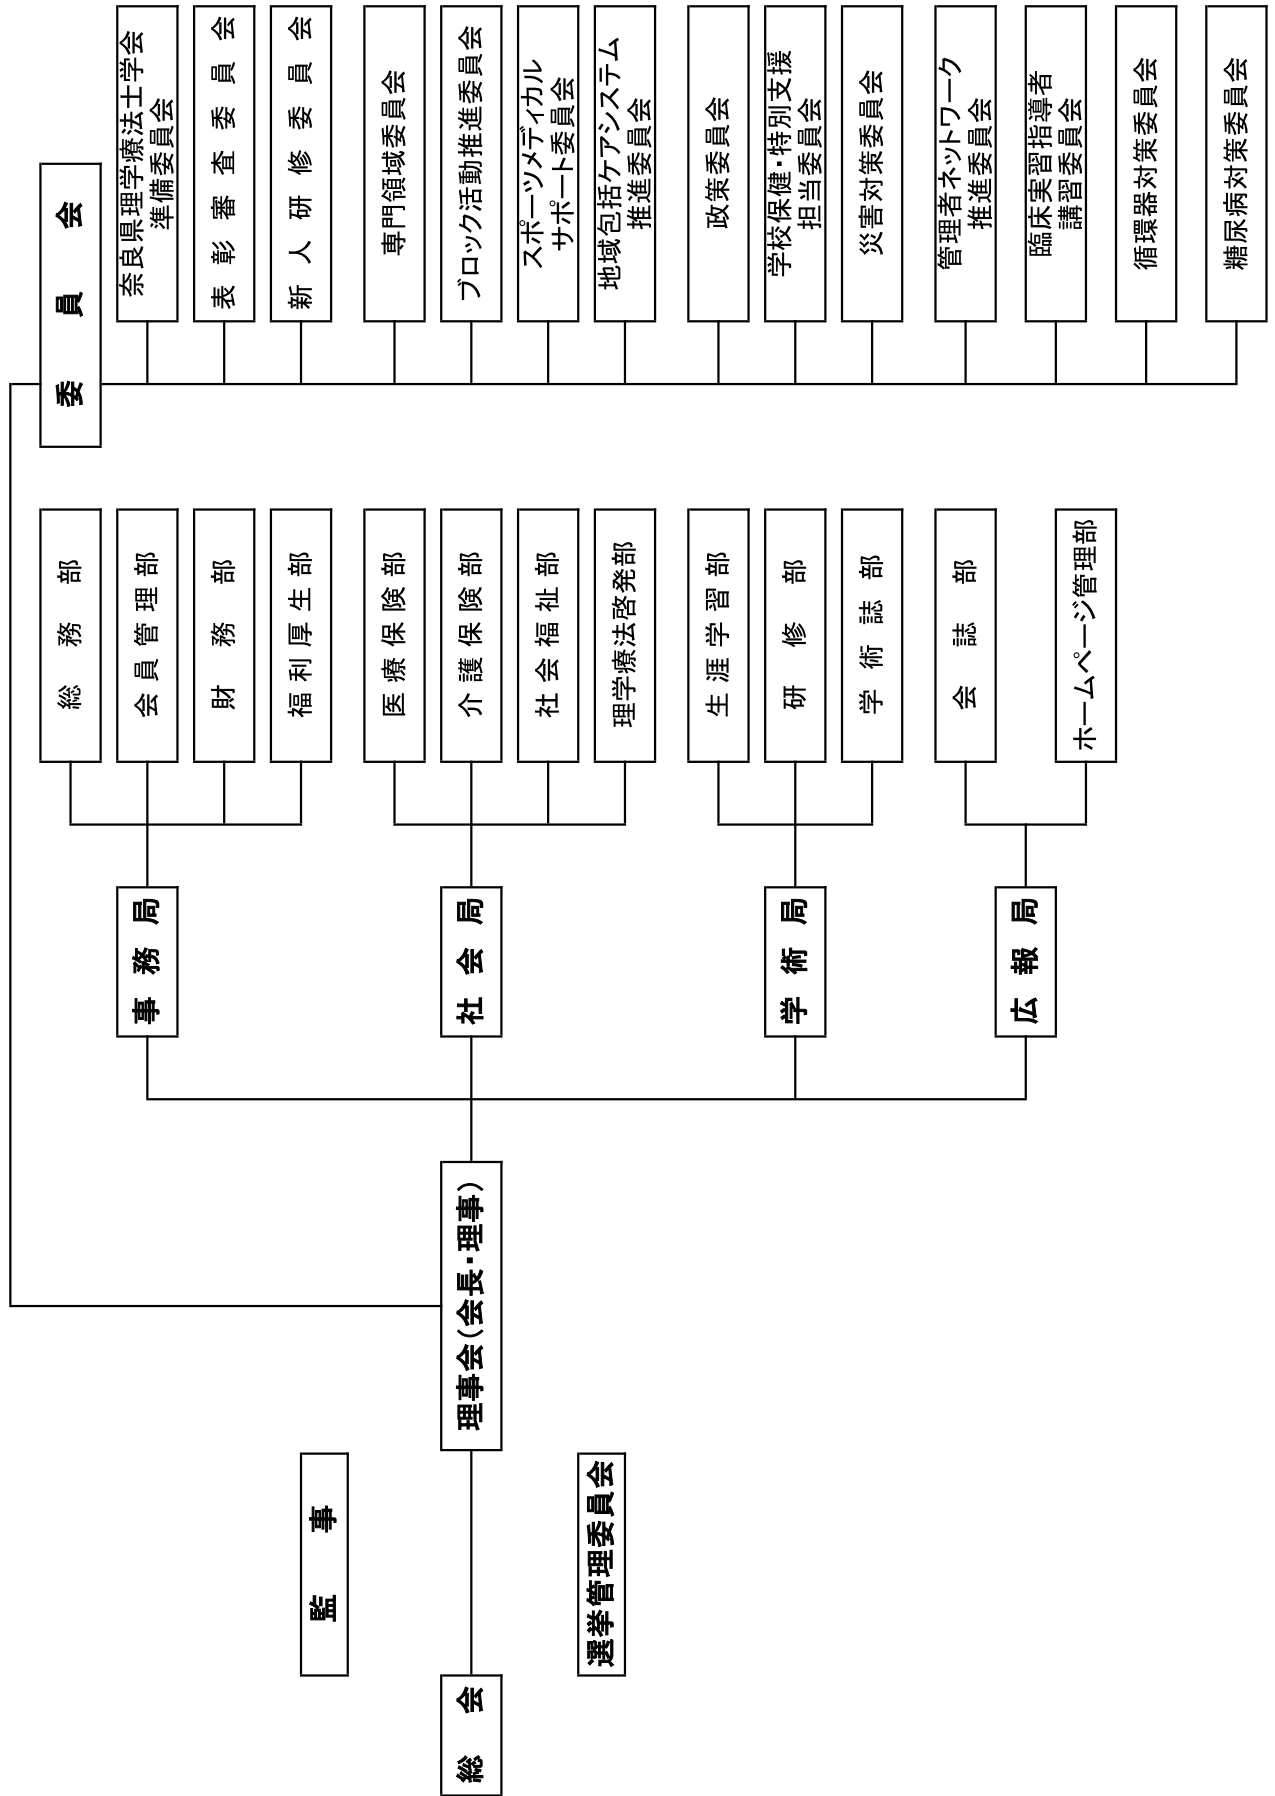 総会
監事
選挙管理委員会
理事会(会長・理事)
事務局
社会局
学術局
広報局
総務部
会員管理部
財務部
福利厚生部
医療保険部
介護保険部
社会福祉部
理学療法啓発部
生涯学習部
研修部
学術誌部
会誌部
ホームページ管理部
委員会
奈良県理学療法士学会
準備委員会
表彰審査委員会
新人研修委員会
専門領域委員会
ブロック活動推進委員会
スポーツメディカル
サポート委員会
地域包括ケアシステム
推進委員会
政策委員会
学校保健・特別支援
担当委員会
災害対策委員会
管理者ネットワーク
推進委員会
臨床実習指導者
講習委員会
循環器対策委員会
糖尿病対策委員会